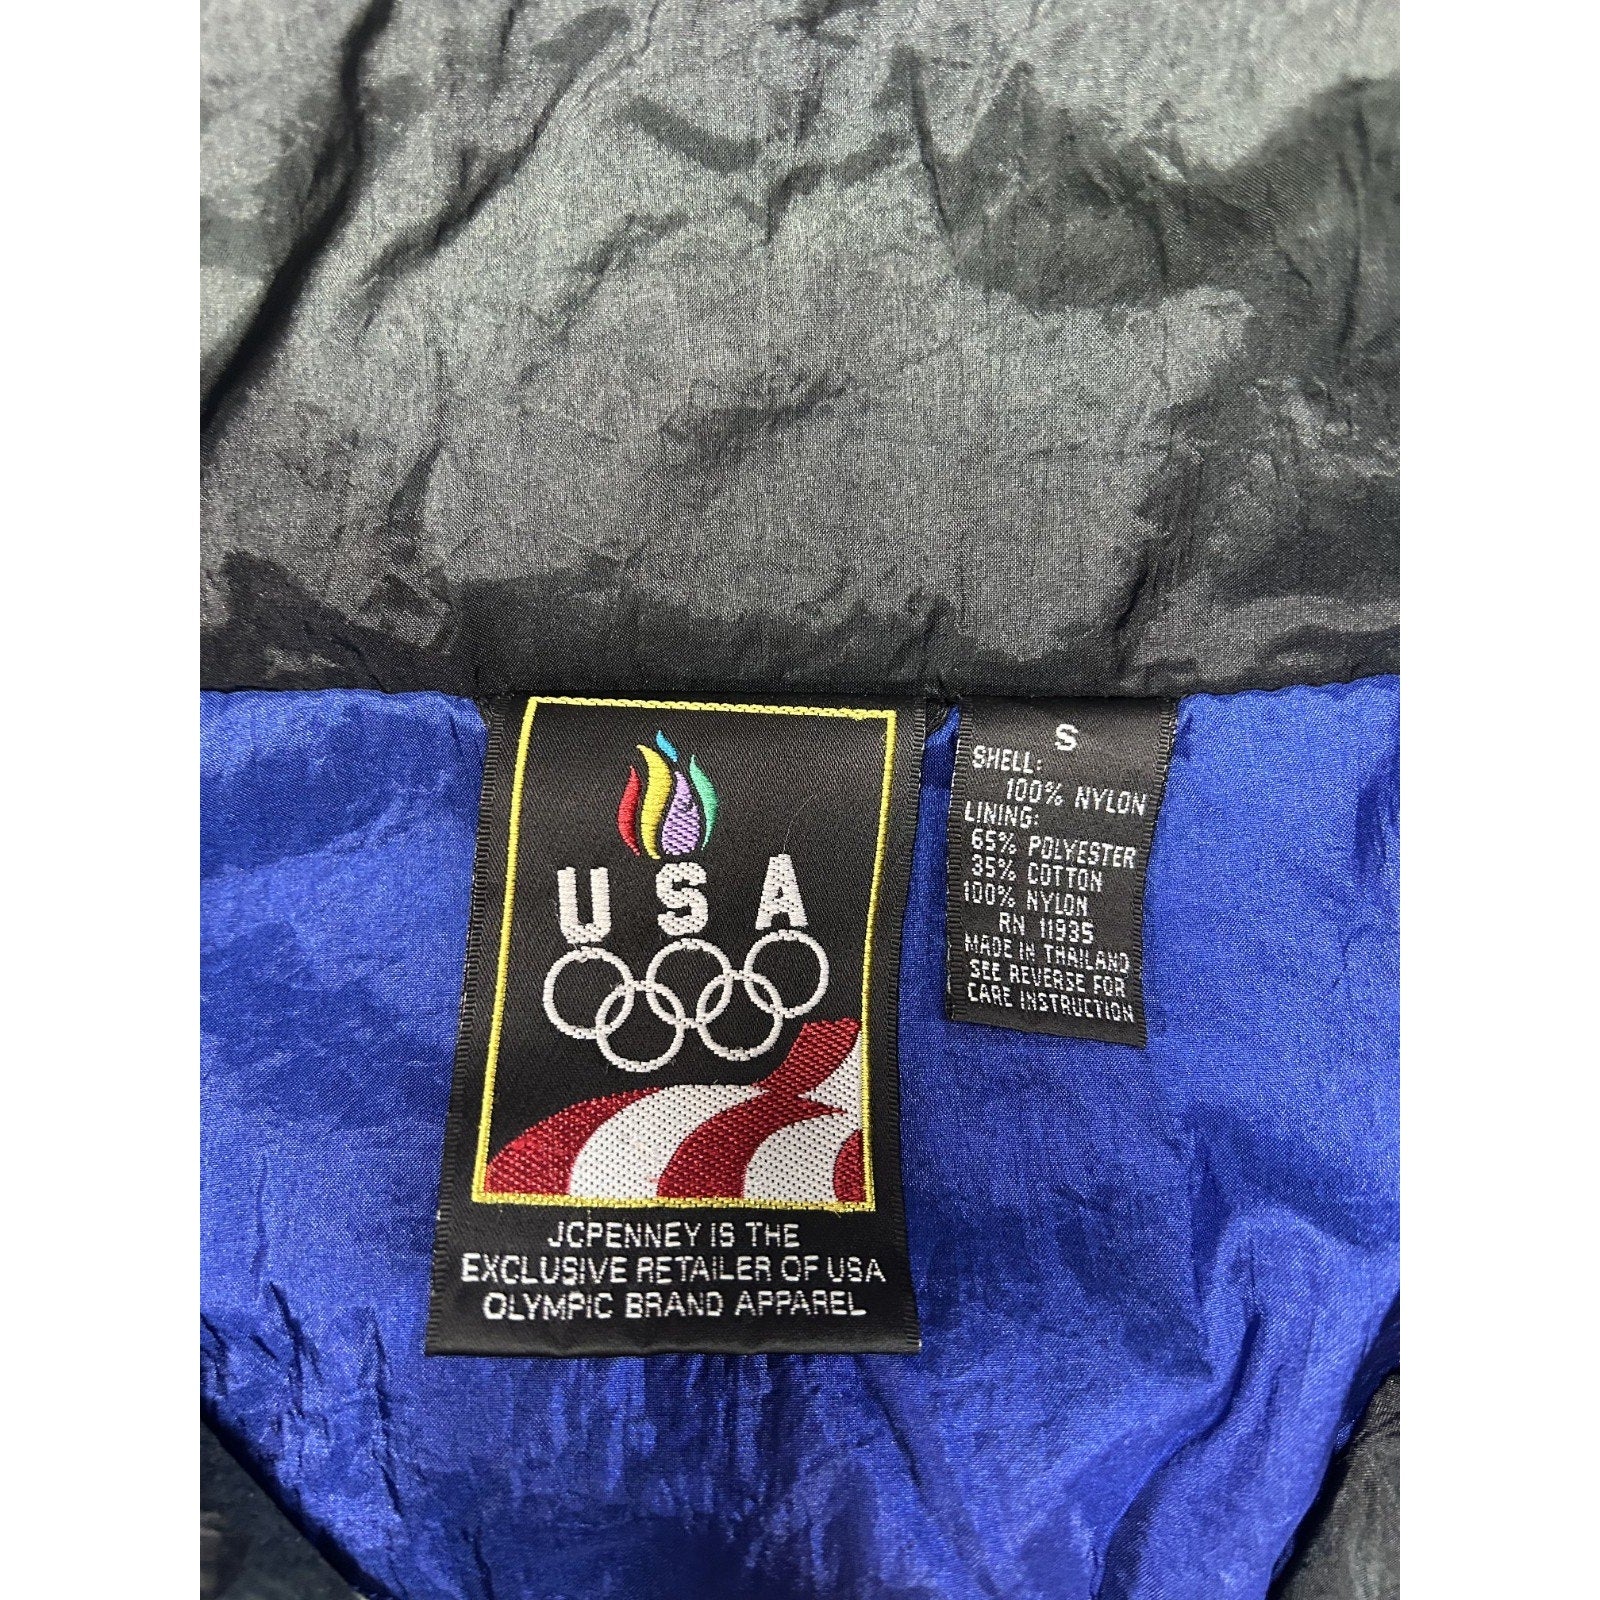 USA
JCPENNEY IS THE
EXCLUSIVE RETAILER OF USA
OLYMPIC BRAND APPAREL
S
SHELL:
100% NYLON
LINING:
65% POLYESTER
35% COTTON
100% NYLON
RN 11935
MADE IN THAILAND
SEE REVERSE FOR
CARE INSTRUCTION